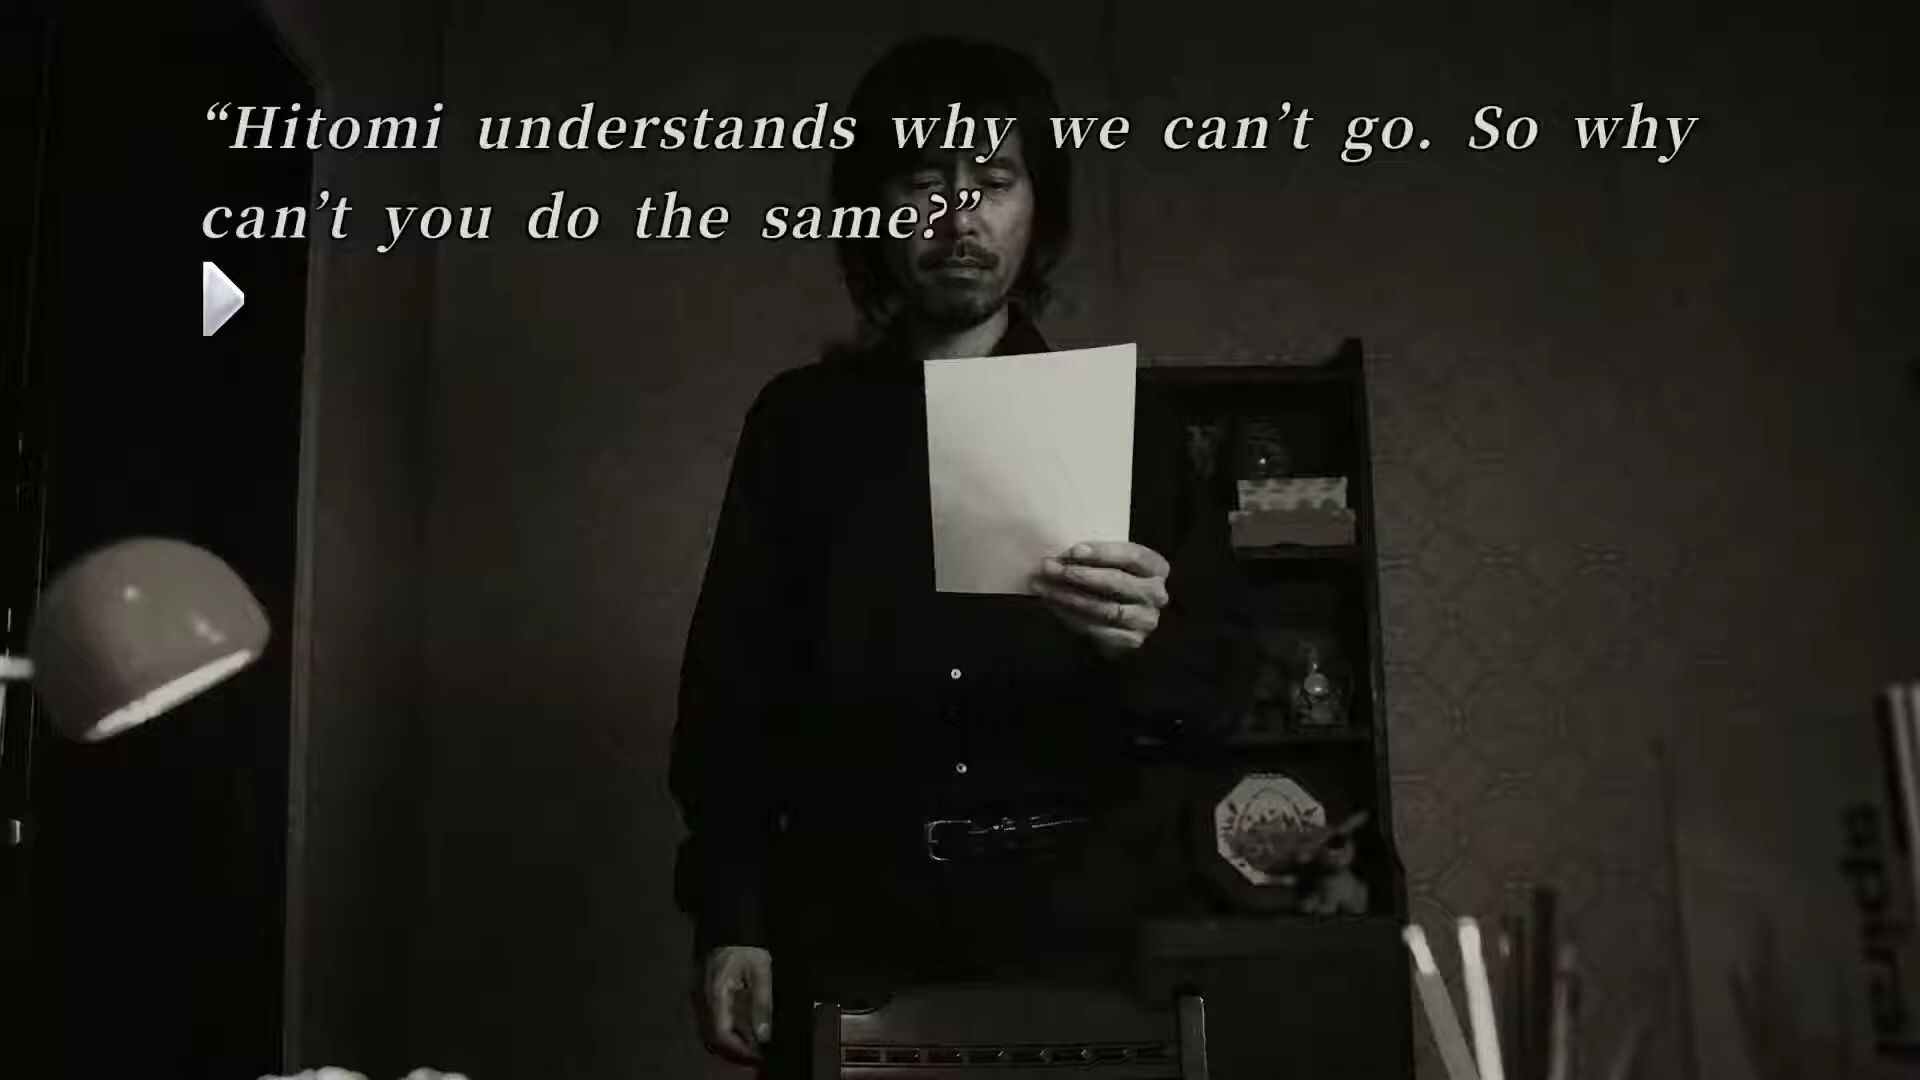 “Hitomi understands why we can’t go. So why
can’t you do the same?”